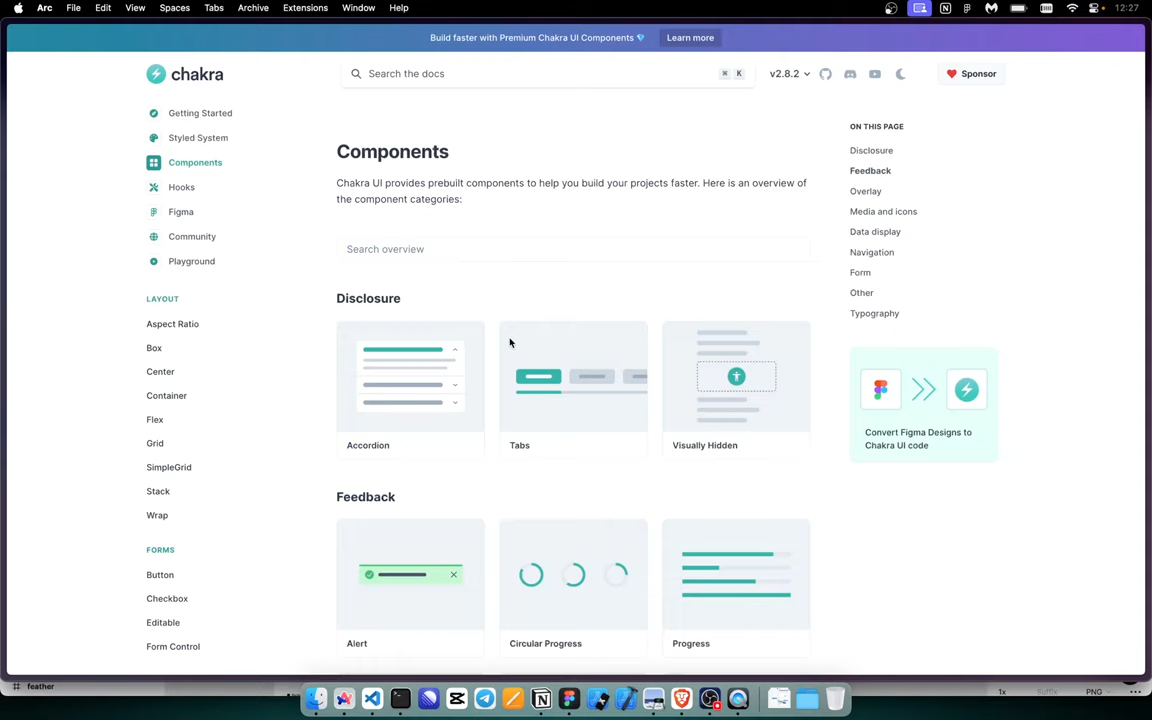 Arc File Edit View Spaces Tabs Archive Extensions Window Help
12:27
Build faster with Premium Chakra UI Components 💎 Learn more
chakra
Search the docs
⌘ K
v2.8.2
Sponsor
Getting Started
Styled System
Components
Hooks
Figma
Community
Playground
LAYOUT
Aspect Ratio
Box
Center
Container
Flex
Grid
SimpleGrid
Stack
Wrap
FORMS
Button
Checkbox
Editable
Form Control
Components
Chakra UI provides prebuilt components to help you build your projects faster. Here is an overview of
the component categories:
Search overview
Disclosure
Accordion
Tabs
Visually Hidden
Feedback
Alert
Circular Progress
Progress
ON THIS PAGE
Disclosure
Feedback
Overlay
Media and icons
Data display
Navigation
Form
Other
Typography
Convert Figma Designs to
Chakra UI code
# feather
1x
Suffix
PNG